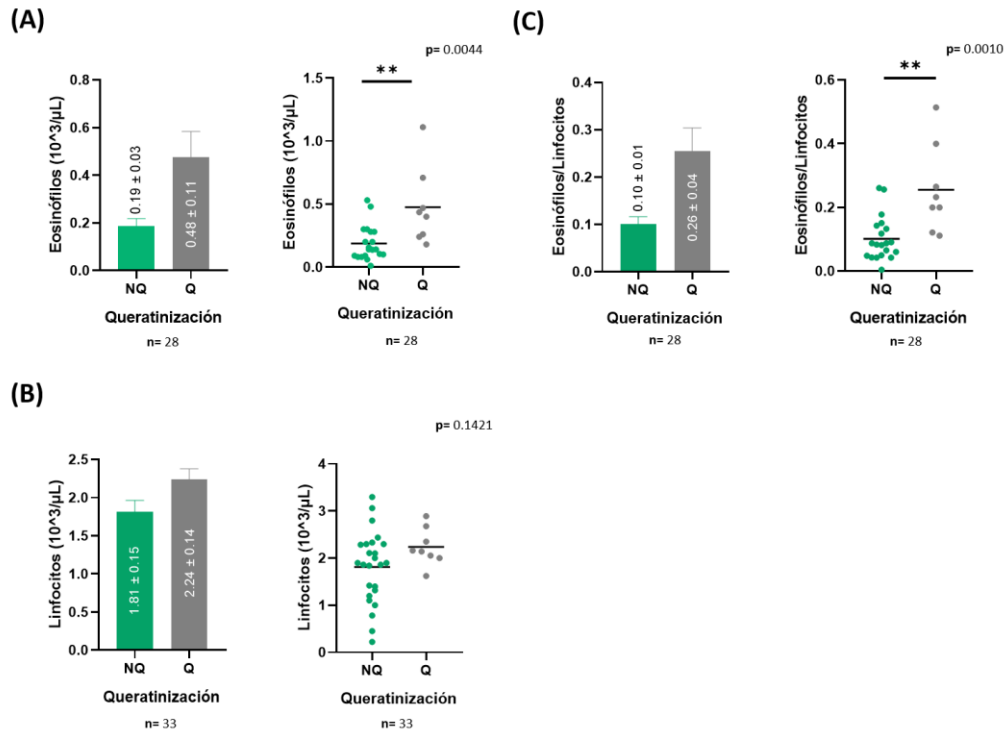 (A)
p= 0.0044
Eosinófilos (10^3/µL)
0.8
0.6
0.4
0.2
0.0
0.19 ± 0.03
0.48 ± 0.11
NQ Q
Queratinización
n= 28
Eosinófilos (10^3/µL)
1.5
1.0
0.5
0.0
**
NQ Q
Queratinización
n= 28
(C)
p= 0.0010
Eosinófilos/Linfocitos
0.4
0.3
0.2
0.1
0.0
0.10 ± 0.01
0.26 ± 0.04
NQ Q
Queratinización
n= 28
Eosinófilos/Linfocitos
0.6
0.4
0.2
0.0
**
NQ Q
Queratinización
n= 28
(B)
p= 0.1421
Linfocitos (10^3/µL)
2.5
2.0
1.5
1.0
0.5
0.0
1.81 ± 0.15
2.24 ± 0.14
NQ Q
Queratinización
n= 33
Linfocitos (10^3/µL)
4
3
2
1
0
NQ Q
Queratinización
n= 33